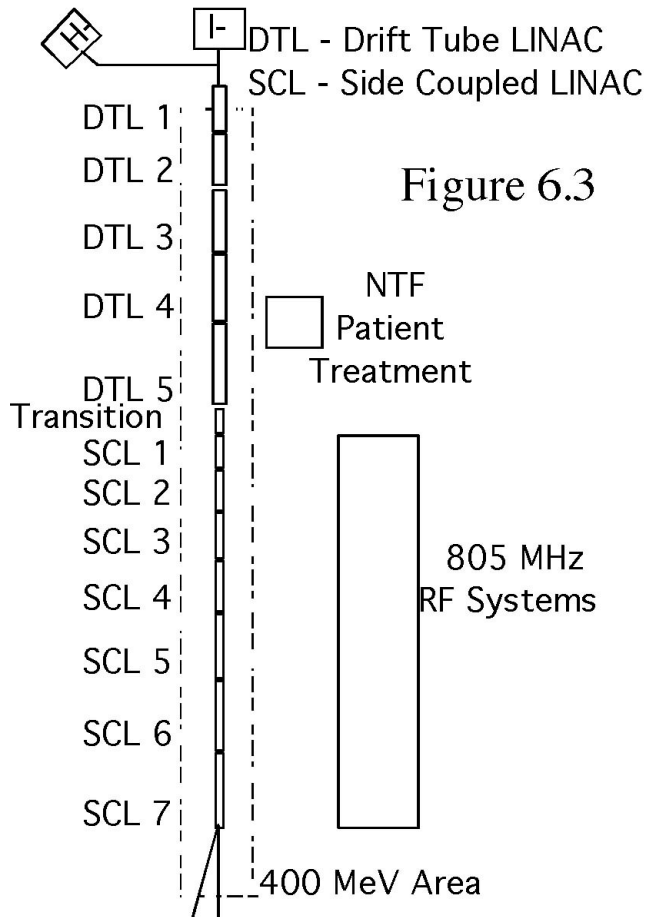 H-
I-
DTL - Drift Tube LINAC
SCL - Side Coupled LINAC
Figure 6.3
DTL 1
DTL 2
DTL 3
DTL 4
DTL 5
Transition
SCL 1
SCL 2
SCL 3
SCL 4
SCL 5
SCL 6
SCL 7
NTF
Patient
Treatment
805 MHz
RF Systems
400 MeV Area